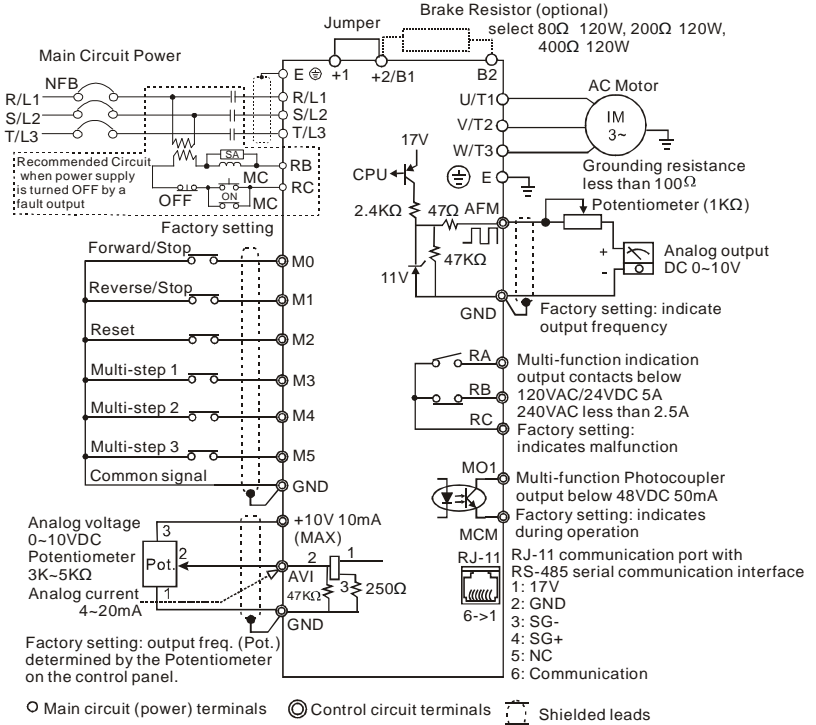 Brake Resistor (optional)
select 80Ω 120W, 200Ω 120W,
400Ω 120W
Jumper
Main Circuit Power
E
+1
+2/B1
B2
NFB
R/L1
S/L2
T/L3
R/L1
S/L2
T/L3
U/T1
V/T2
W/T3
E
AC Motor
IM
3~
Grounding resistance
less than 100Ω
Recommended Circuit
when power supply
is turned OFF by a
fault output
SA
MC
OFF
ON
MC
RB
RC
17V
CPU
2.4KΩ
47Ω
AFM
47KΩ
11V
GND
Potentiometer (1KΩ)
+
-
Analog output
DC 0~10V
Factory setting: indicate
output frequency
Factory setting
Forward/Stop
M0
Reverse/Stop
M1
Reset
M2
Multi-step 1
M3
Multi-step 2
M4
Multi-step 3
M5
Common signal
GND
RA
RB
RC
Multi-function indication
output contacts below
120VAC/24VDC 5A
240VAC less than 2.5A
Factory setting:
indicates malfunction
MO1
MCM
Multi-function Photocoupler
output below 48VDC 50mA
Factory setting: indicates
during operation
Analog voltage
0~10VDC
Potentiometer
3K~5KΩ
Analog current
4~20mA
3
Pot.
2
1
+10V 10mA
(MAX)
2
1
AVI
47KΩ
3
250Ω
GND
RJ-11
6->1
RJ-11 communication port with
RS-485 serial communication interface
1: 17V
2: GND
3: SG-
4: SG+
5: NC
6: Communication
Factory setting: output freq. (Pot.)
determined by the Potentiometer
on the control panel.
Main circuit (power) terminals
Control circuit terminals
Shielded leads